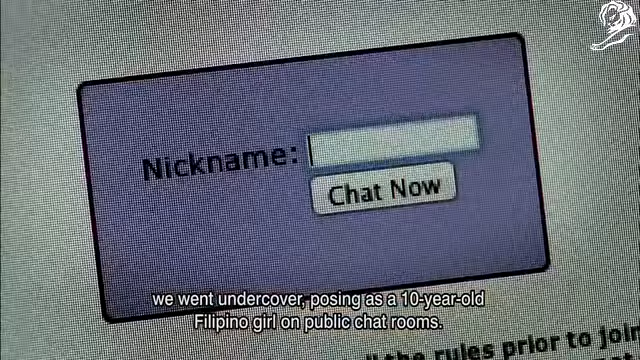 Nickname:
Chat Now
we went undercover, posing as a 10-year-old
Filipino girl on public chat rooms.
the rules prior to join